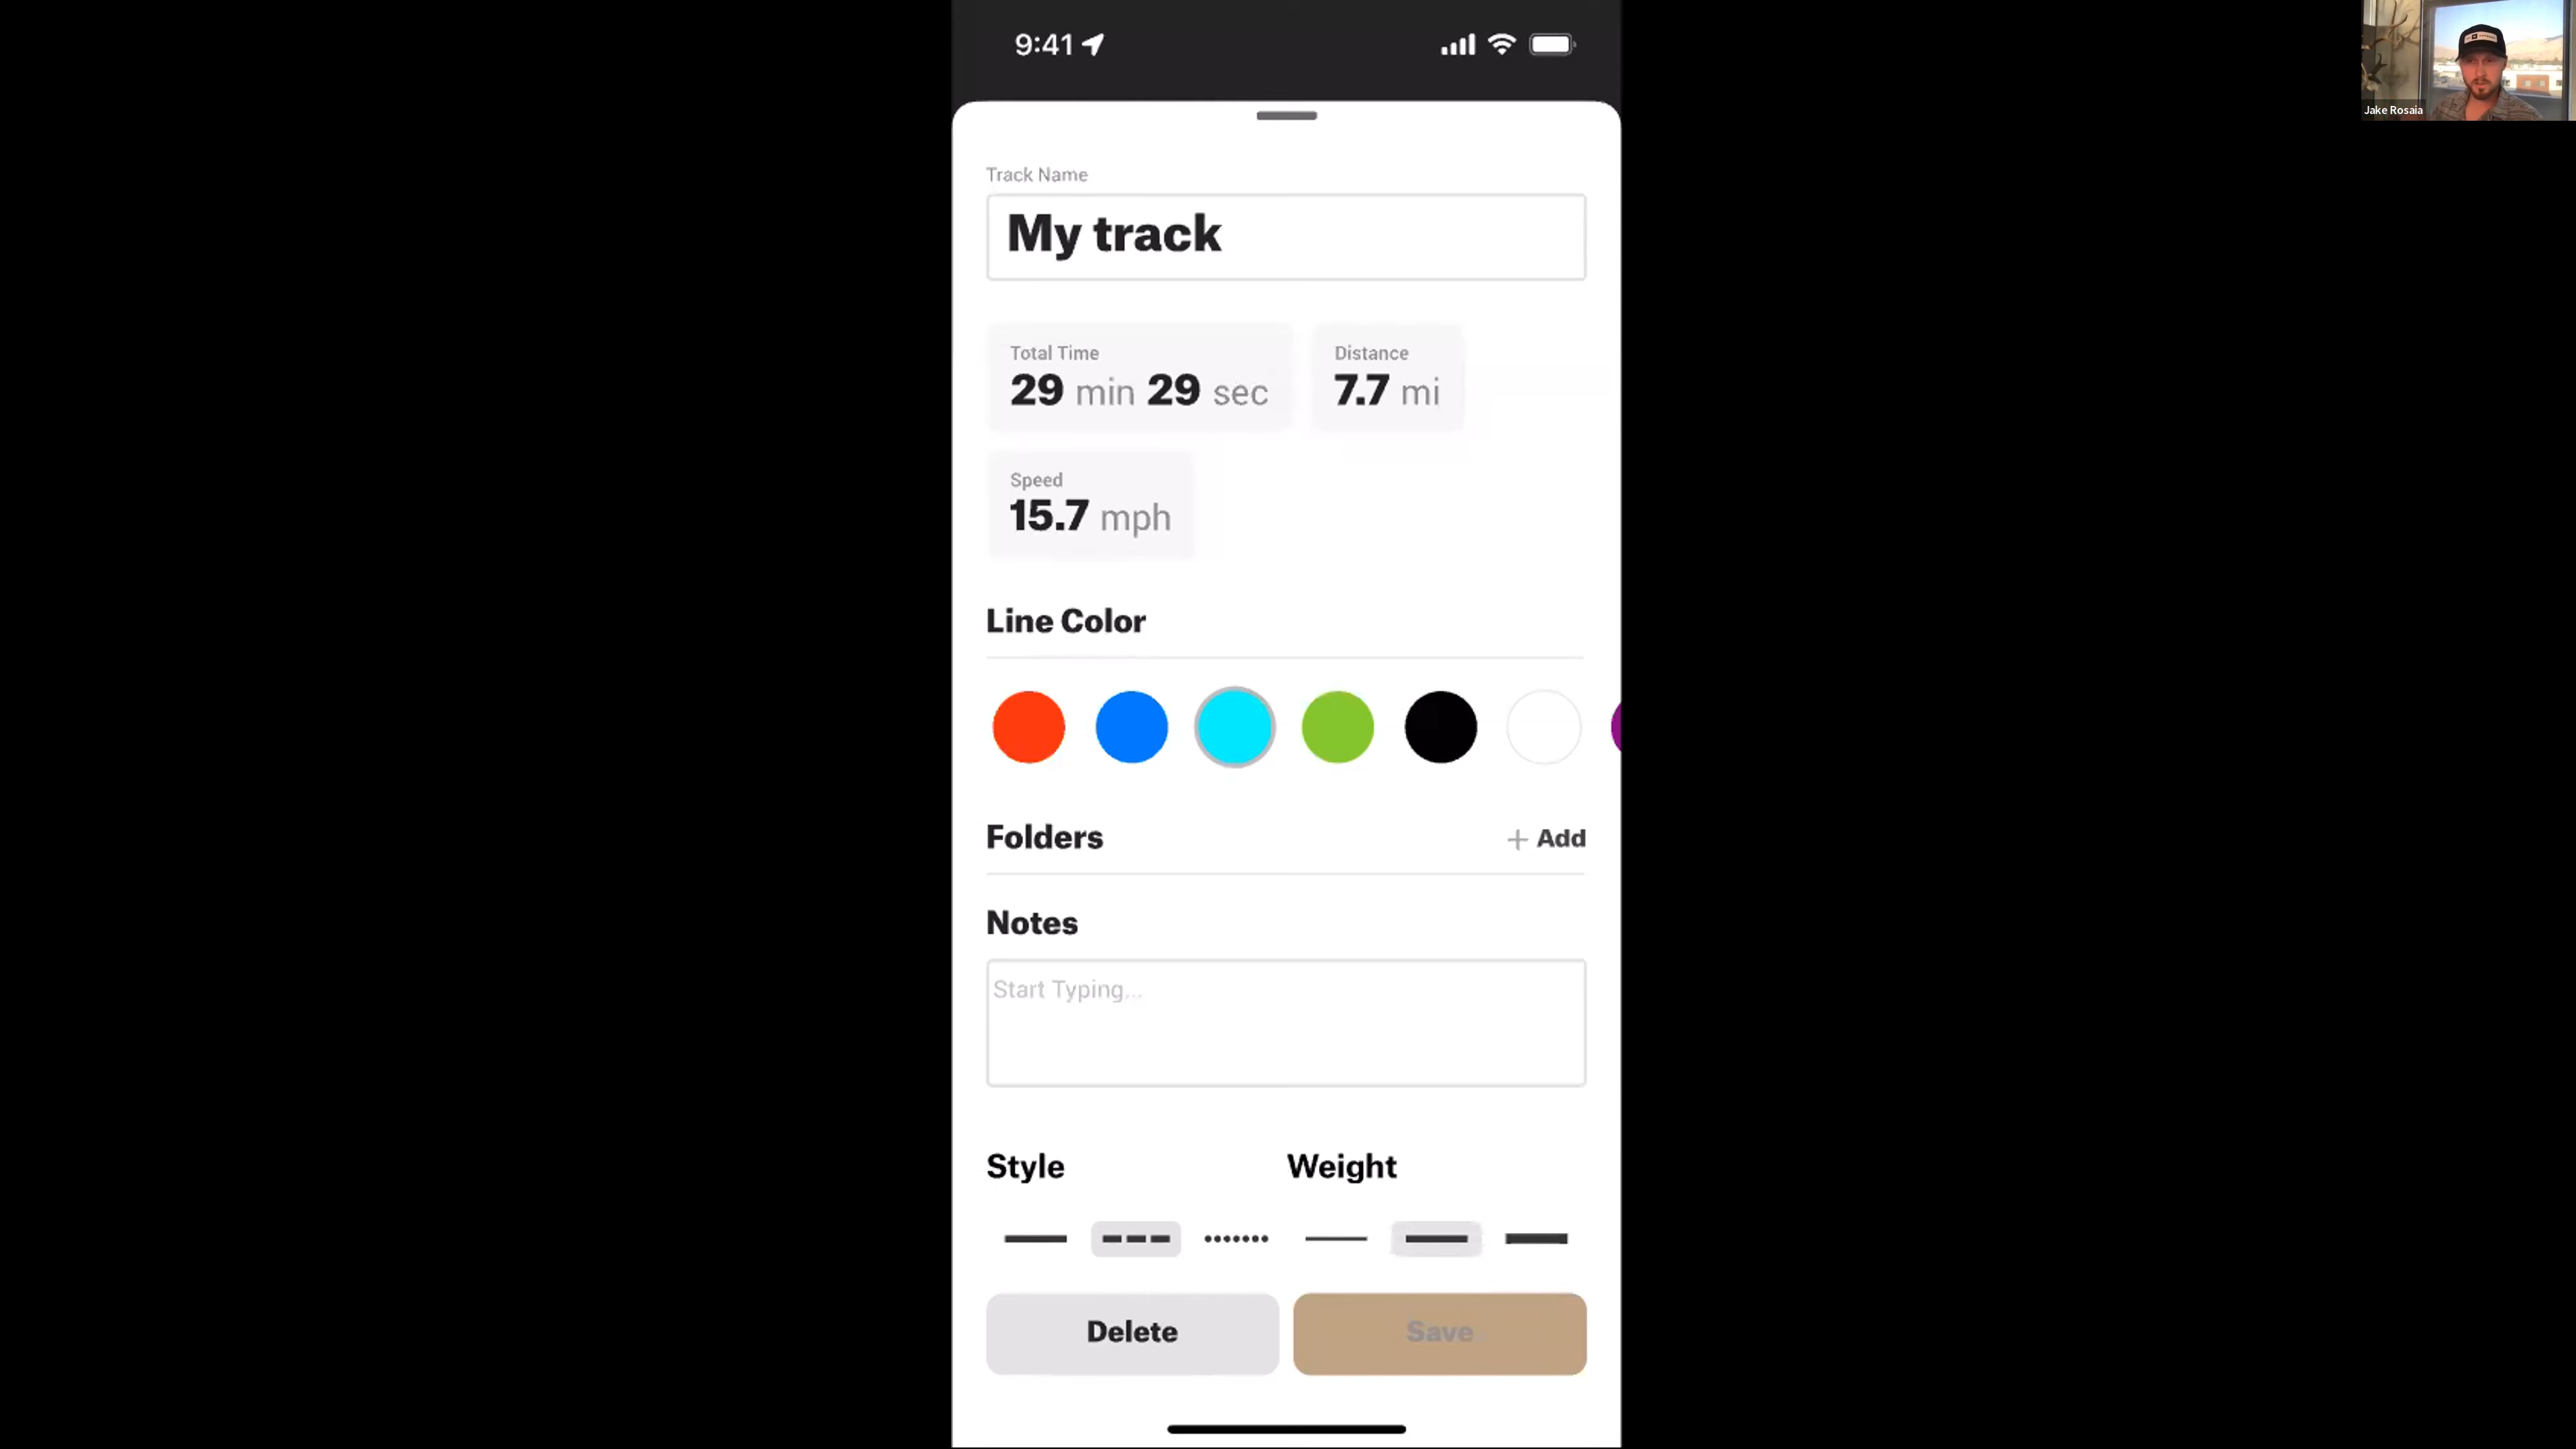 9:41
Jake Rosaia
Track Name
My track
Total Time
29 min 29 sec
Distance
7.7 mi
Speed
15.7 mph
Line Color
Folders
+ Add
Notes
Start Typing...
Style
Weight
Delete
Save